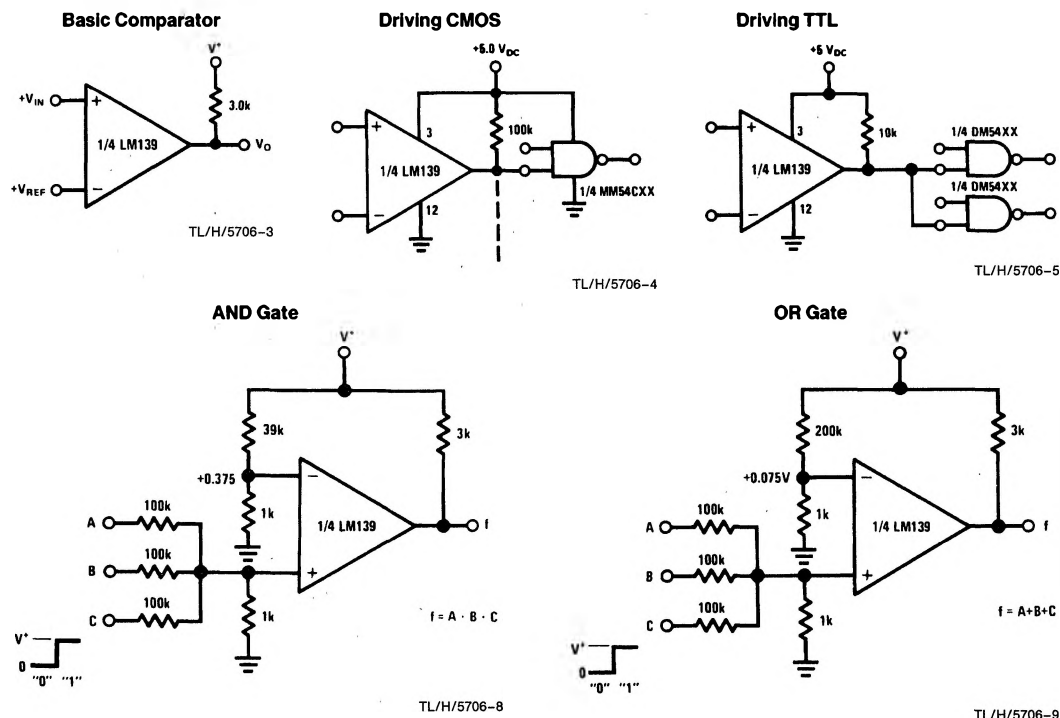 Basic Comparator
V+
3.0k
+VIN
+
1/4 LM139
VO
+VREF
−
TL/H/5706–3
Driving CMOS
+5.0 VDC
+
3
100k
1/4 LM139
1/4 MM54CXX
−
12
TL/H/5706–4
Driving TTL
+5 VDC
+
3
10k
1/4 DM54XX
1/4 LM139
1/4 DM54XX
−
12
TL/H/5706–5
AND Gate
V+
39k
3k
+0.375
−
100k
1k
A
1/4 LM139
f
100k
B
+
100k
1k
C
f = A · B · C
V+
0
"0" "1"
TL/H/5706–8
OR Gate
V+
200k
3k
+0.075V
−
100k
1k
A
1/4 LM139
f
100k
B
+
100k
1k
C
f = A+B+C
V+
0
"0" "1"
TL/H/5706–9